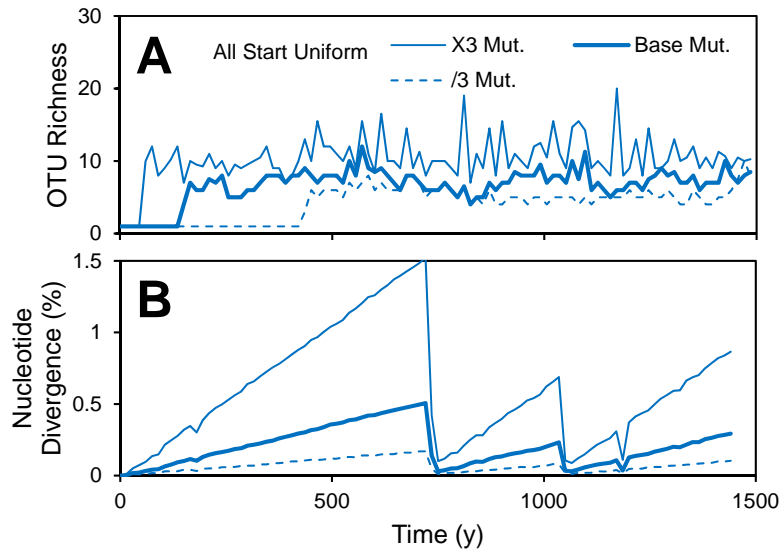 30
20
10
0
OTU Richness
A
All Start Uniform
X3 Mut.
Base Mut.
/3 Mut.
1.5
1
0.5
0
Nucleotide
Divergence (%)
B
0
500
1000
1500
Time (y)